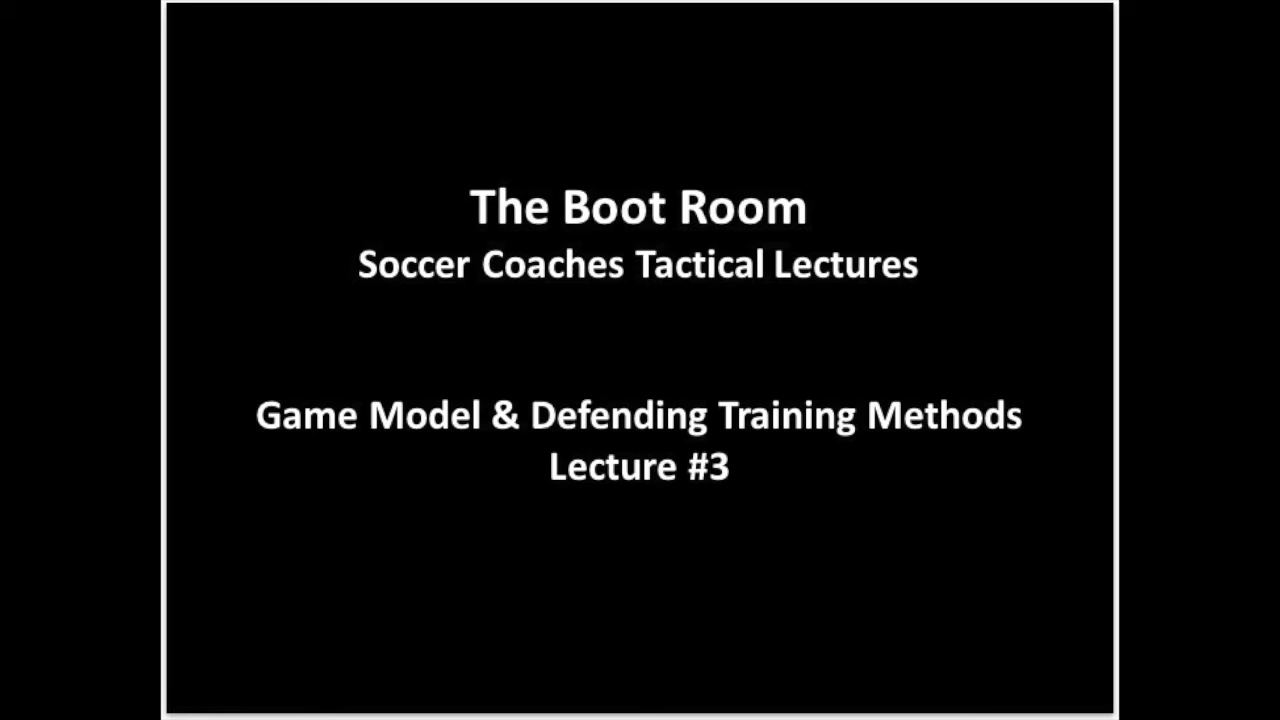 The Boot Room
Soccer Coaches Tactical Lectures
Game Model & Defending Training Methods
Lecture #3